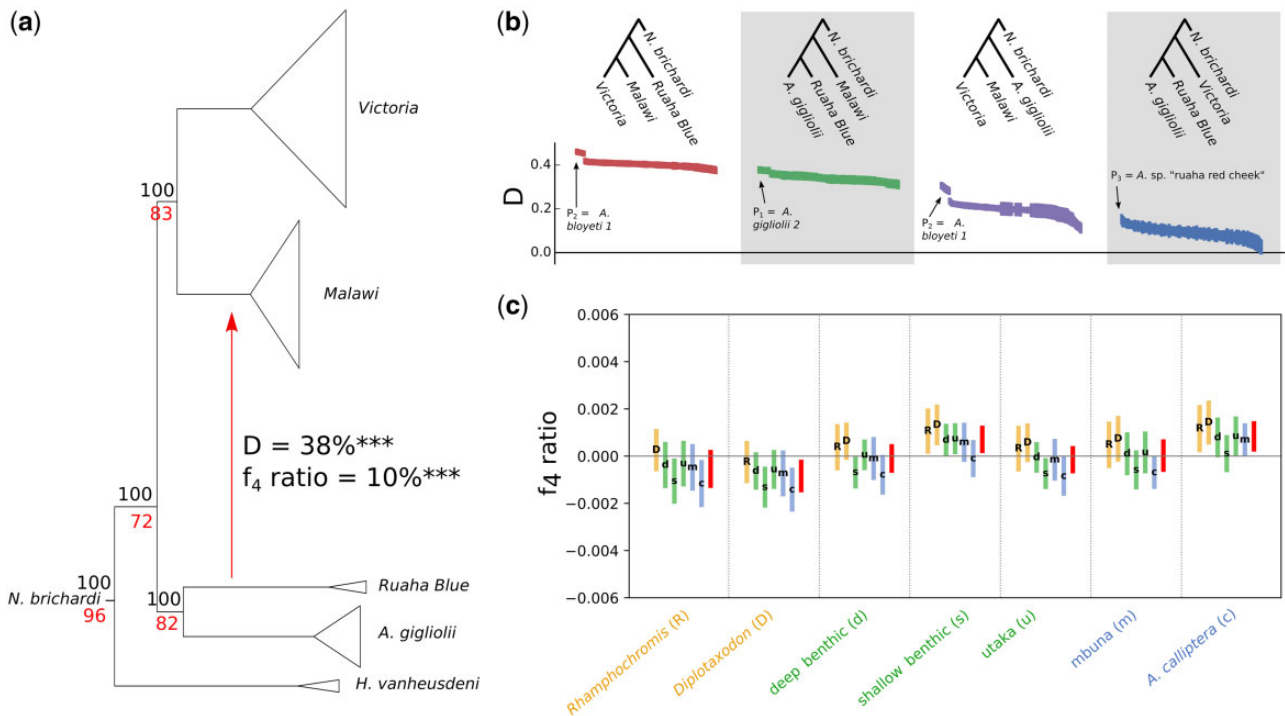 (a)
Victoria
100
83
Malawi
D = 38%***
f4 ratio = 10%***
100
72
100
N. brichardi
96
100
82
Ruaha Blue
A. gigliolii
H. vanheusdeni
(b)
N. brichardi
Ruaha Blue
Malawi
Victoria
N. brichardi
Malawi
Ruaha Blue
A. gigliolii
N. brichardi
A. gigliolii
Malawi
Victoria
N. brichardi
Victoria
Ruaha Blue
A. gigliolii
D
0.4
0.2
0.0
P2 = A.
bloyeti 1
P1 = A.
gigliolii 2
P2 = A.
bloyeti 1
P3 = A. sp. "ruaha red cheek"
(c)
f4 ratio
0.006
0.004
0.002
0.000
−0.002
−0.004
−0.006
D d s u m c
R d s u m c
R D s u m c
R D d u m c
R D d s m c
R D d s u c
R D d s u m
Rhamphochromis (R)
Diplotaxodon (D)
deep benthic (d)
shallow benthic (s)
utaka (u)
mbuna (m)
A. calliptera (c)